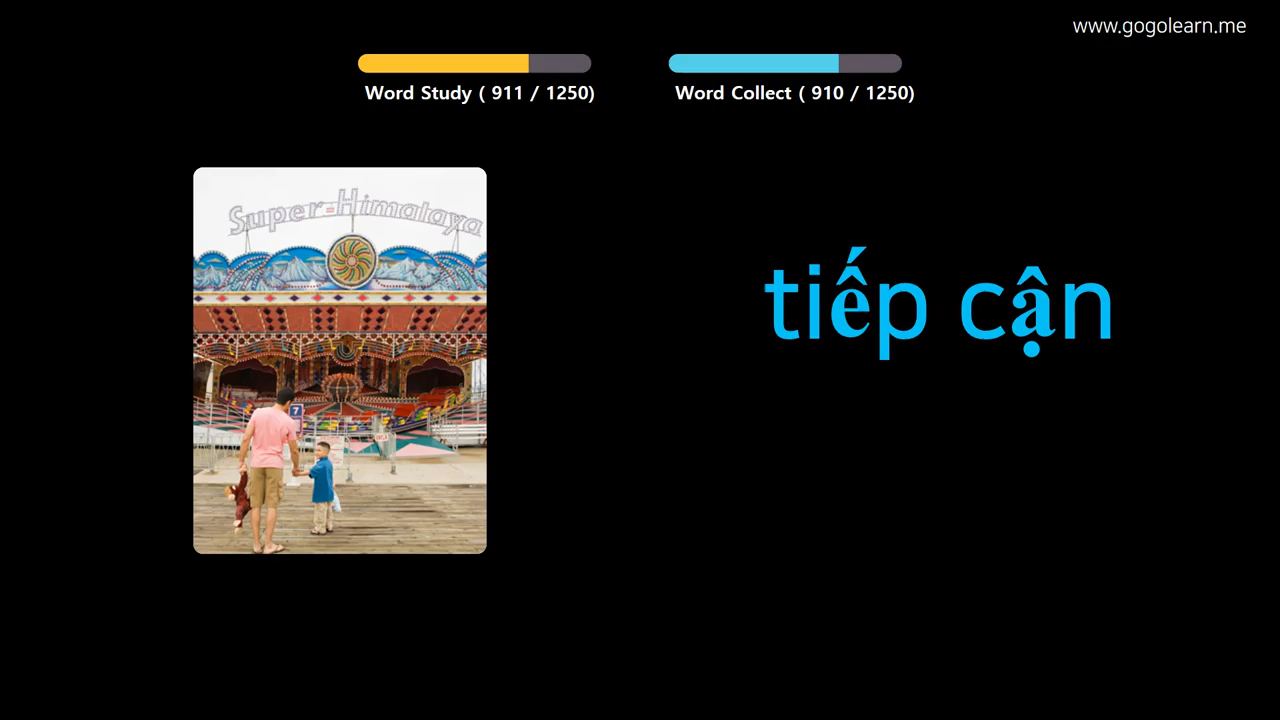 www.gogolearn.me
Word Study ( 911 / 1250)
Word Collect ( 910 / 1250)
Super-Himalaya
7
tiếp cận